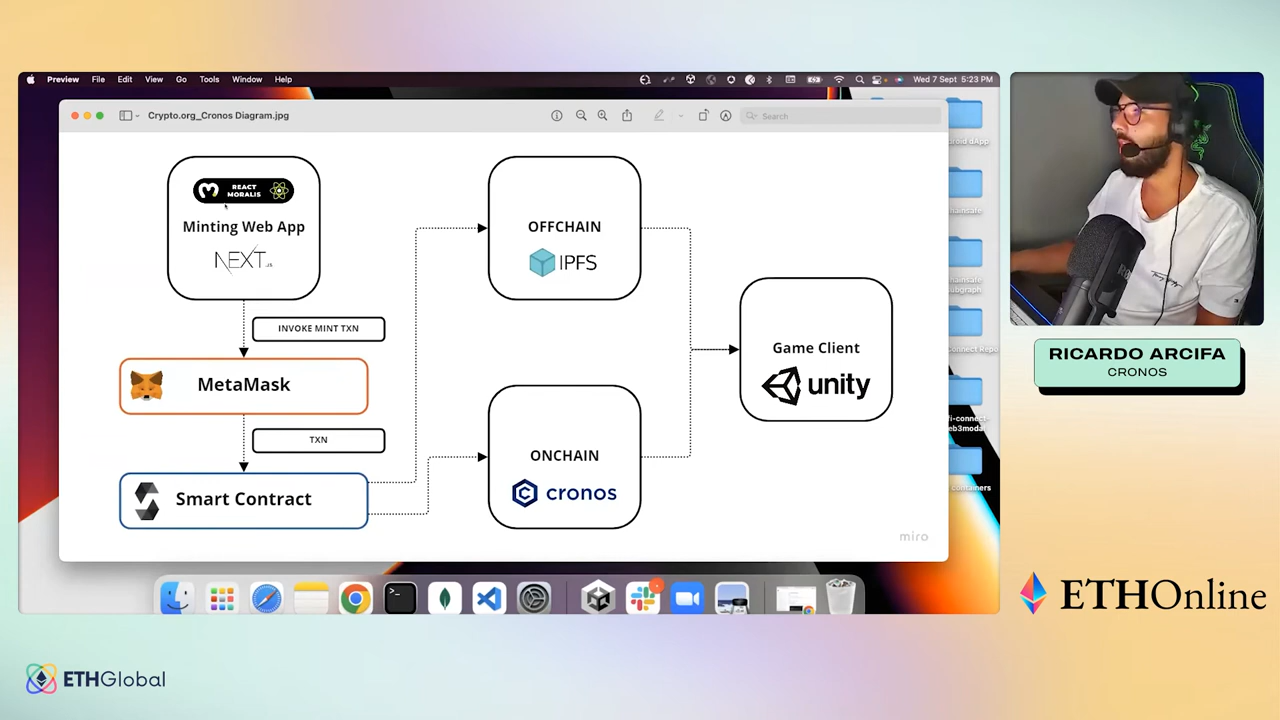 Preview File Edit View Go Tools Window Help
Wed 7 Sept 5:23 PM
Crypto.org_Cronos Diagram.jpg
Search
REACT
MORALIS
Minting Web App
NEXT.JS
INVOKE MINT TXN
MetaMask
TXN
Smart Contract
OFFCHAIN
IPFS
ONCHAIN
cronos
Game Client
unity
miro
RICARDO ARCIFA
CRONOS
ETHOnline
ETHGlobal